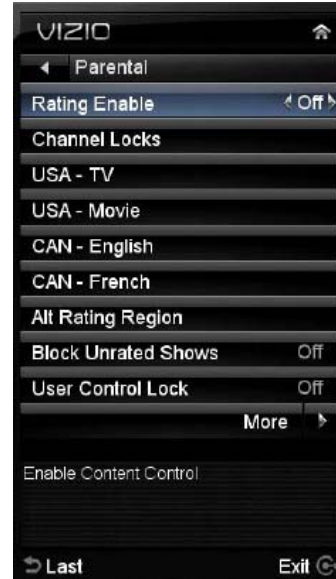 VIZIO
Parental
Rating Enable Off
Channel Locks
USA - TV
USA - Movie
CAN - English
CAN - French
Alt Rating Region
Block Unrated Shows Off
User Control Lock Off
More
Enable Content Control
Last Exit